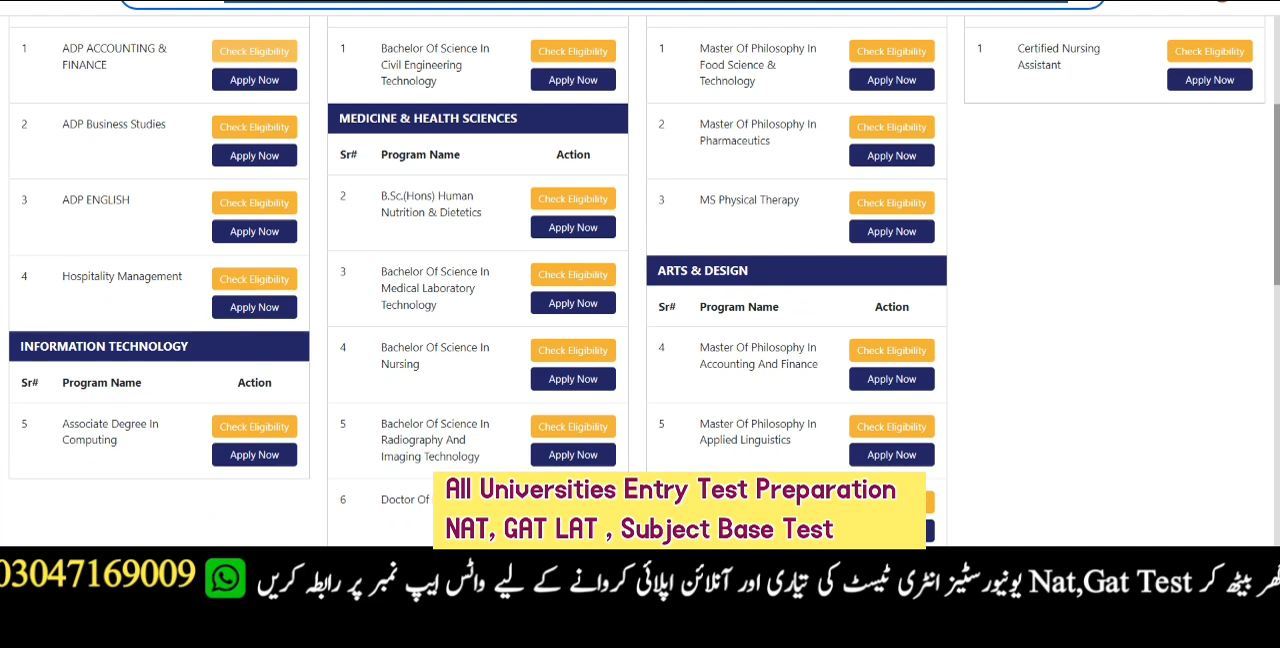 1
ADP ACCOUNTING &
FINANCE
Check Eligibility
Apply Now
2
ADP Business Studies
Check Eligibility
Apply Now
3
ADP ENGLISH
Check Eligibility
Apply Now
4
Hospitality Management
Check Eligibility
Apply Now
INFORMATION TECHNOLOGY
Sr# Program Name Action
5
Associate Degree In
Computing
Check Eligibility
Apply Now
1
Bachelor Of Science In
Civil Engineering
Technology
Check Eligibility
Apply Now
MEDICINE & HEALTH SCIENCES
Sr# Program Name Action
2
B.Sc.(Hons) Human
Nutrition & Dietetics
Check Eligibility
Apply Now
3
Bachelor Of Science In
Medical Laboratory
Technology
Check Eligibility
Apply Now
4
Bachelor Of Science In
Nursing
Check Eligibility
Apply Now
5
Bachelor Of Science In
Radiography And
Imaging Technology
Check Eligibility
Apply Now
6
Doctor Of
1
Master Of Philosophy In
Food Science &
Technology
Check Eligibility
Apply Now
2
Master Of Philosophy In
Pharmaceutics
Check Eligibility
Apply Now
3
MS Physical Therapy
Check Eligibility
Apply Now
ARTS & DESIGN
Sr# Program Name Action
4
Master Of Philosophy In
Accounting And Finance
Check Eligibility
Apply Now
5
Master Of Philosophy In
Applied Linguistics
Check Eligibility
Apply Now
1
Certified Nursing
Assistant
Check Eligibility
Apply Now
All Universities Entry Test Preparation
NAT, GAT LAT , Subject Base Test
گھر بیٹھ کر Nat,Gat Test یونیورسٹیز انٹری ٹیسٹ کی تیاری اور آنلائن اپلائی کروانے کے لیے واٹس ایپ نمبر پر رابطہ کریں 03047169009